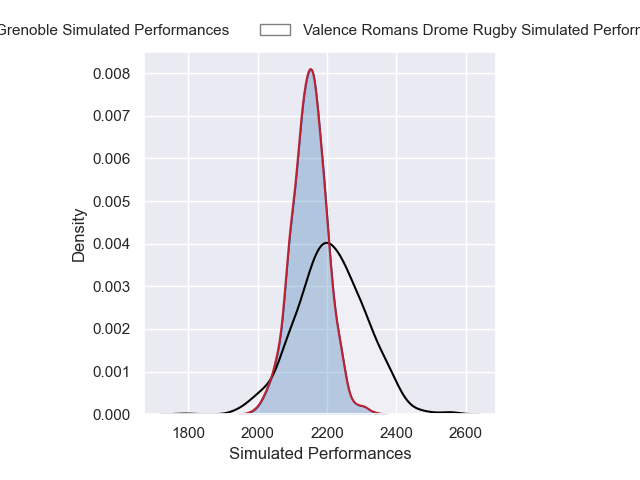 Grenoble Simulated Performances
Valence Romans Drome Rugby Simulated Perfor
0.008
0.007
0.006
0.005
0.004
0.003
0.002
0.001
0.000
Density
1800 2000 2200 2400 2600
Simulated Performances